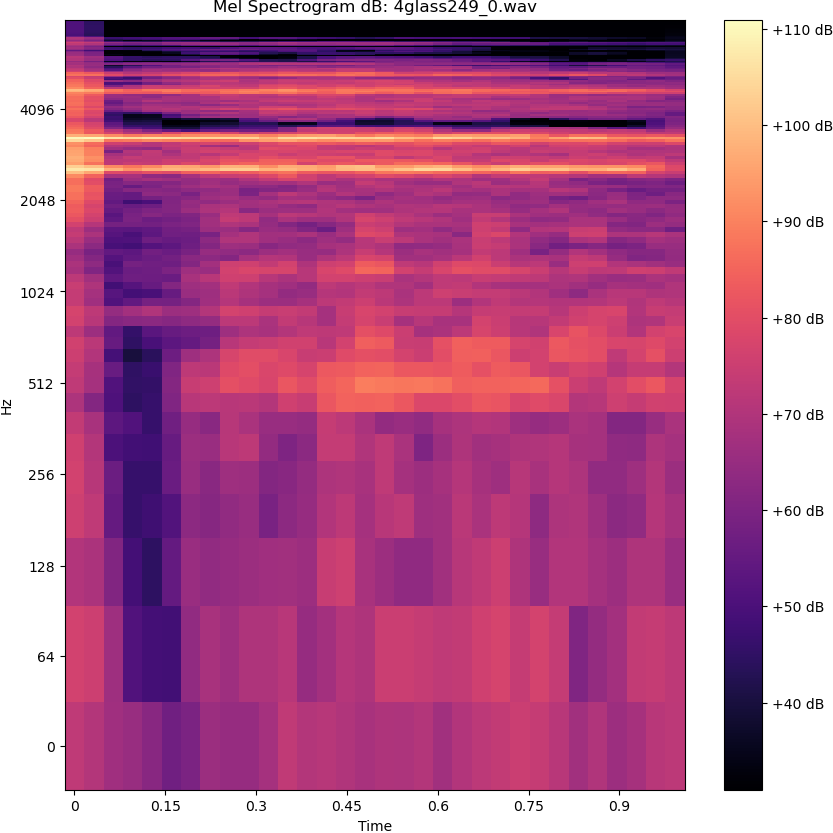 Mel Spectrogram dB: 4glass249_0.wav
+110 dB
+100 dB
+90 dB
+80 dB
+70 dB
+60 dB
+50 dB
+40 dB
4096
2048
1024
512
256
128
64
0
Hz
0 0.15 0.3 0.45 0.6 0.75 0.9
Time